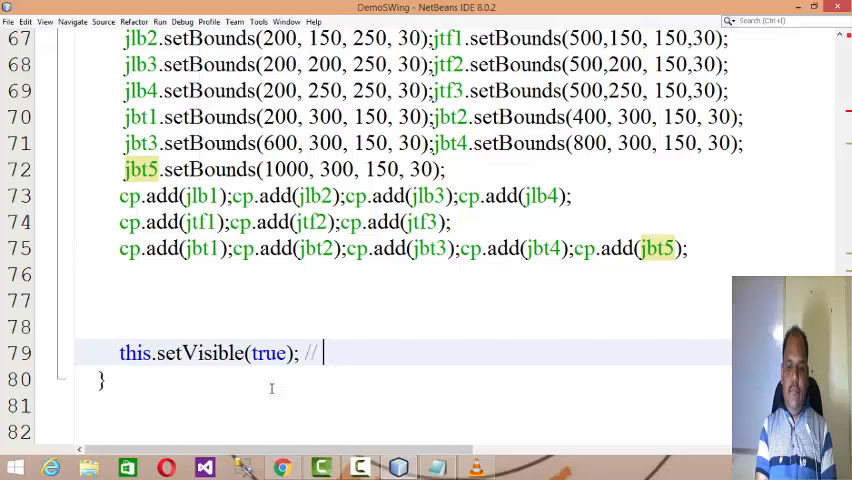 DemoSWing - NetBeans IDE 8.0.2
File Edit View Navigate Source Refactor Run Debug Profile Team Tools Window Help
Search (Ctrl+I)
67 jlb2.setBounds(200, 150, 250, 30);jtf1.setBounds(500,150, 150,30);
68 jlb3.setBounds(200, 200, 250, 30);jtf2.setBounds(500,200, 150,30);
69 jlb4.setBounds(200, 250, 250, 30);jtf3.setBounds(500,250, 150,30);
70 jbt1.setBounds(200, 300, 150, 30);jbt2.setBounds(400, 300, 150, 30);
71 jbt3.setBounds(600, 300, 150, 30);jbt4.setBounds(800, 300, 150, 30);
72 jbt5.setBounds(1000, 300, 150, 30);
73 cp.add(jlb1);cp.add(jlb2);cp.add(jlb3);cp.add(jlb4);
74 cp.add(jtf1);cp.add(jtf2);cp.add(jtf3);
75 cp.add(jbt1);cp.add(jbt2);cp.add(jbt3);cp.add(jbt4);cp.add(jbt5);
76
77
78
79 this.setVisible(true); //
80 }
81
82